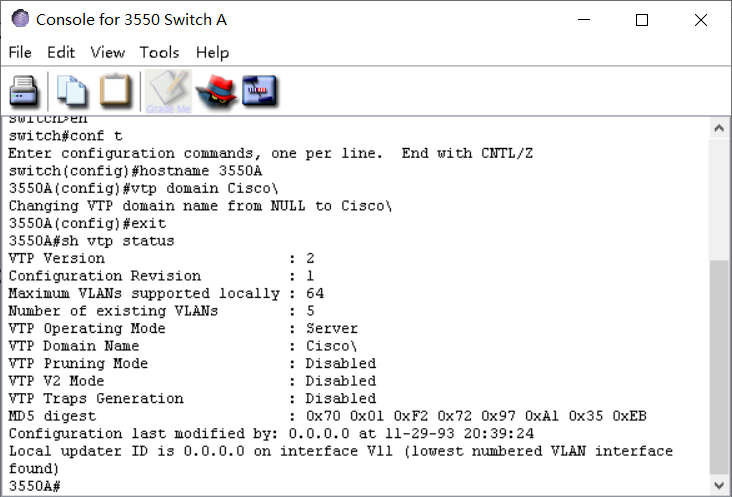 Console for 3550 Switch A
File Edit View Tools Help
Grade Me
switch>en
switch#conf t
Enter configuration commands, one per line.  End with CNTL/Z
switch(config)#hostname 3550A
3550A(config)#vtp domain Cisco\
Changing VTP domain name from NULL to Cisco\
3550A(config)#exit
3550A#sh vtp status
VTP Version                     : 2
Configuration Revision          : 1
Maximum VLANs supported locally : 64
Number of existing VLANs        : 5
VTP Operating Mode              : Server
VTP Domain Name                 : Cisco\
VTP Pruning Mode                : Disabled
VTP V2 Mode                     : Disabled
VTP Traps Generation            : Disabled
MD5 digest                      : 0x70 0x01 0xF2 0x72 0x97 0xA1 0x35 0xEB
Configuration last modified by: 0.0.0.0 at 11-29-93 20:39:24
Local updater ID is 0.0.0.0 on interface Vl1 (lowest numbered VLAN interface
found)
3550A#